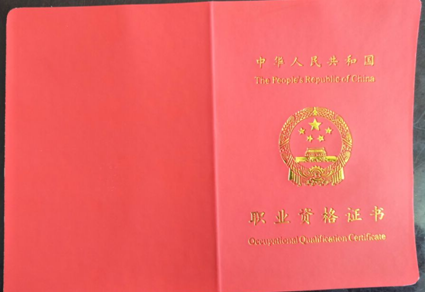 中华人民共和国
The People's Republic of China
职业资格证书
Occupational Qualification Certificate